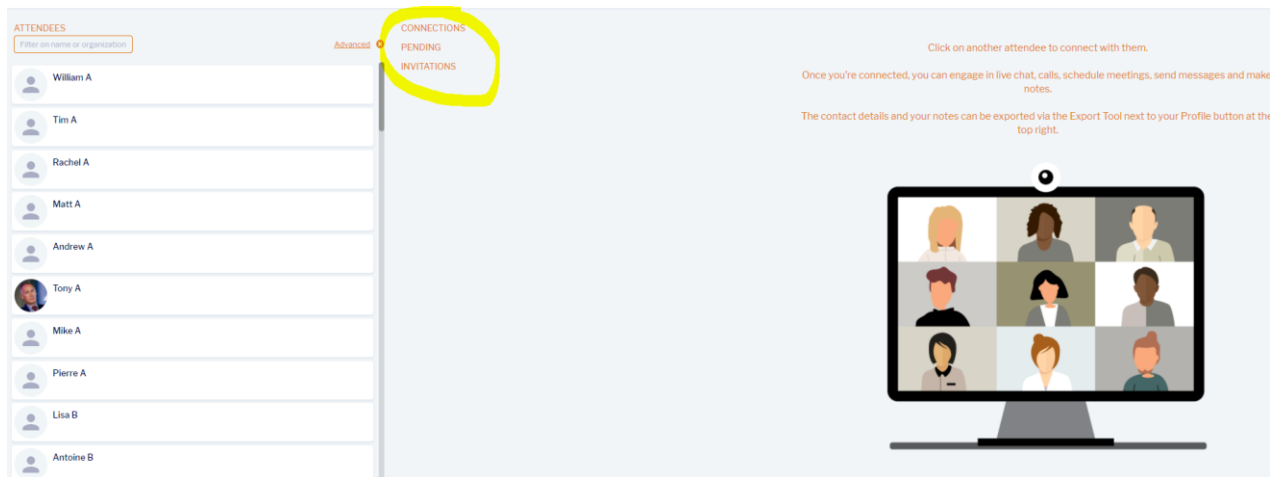 ATTENDEES
Filter on name or organization
Advanced
William A
Tim A
Rachel A
Matt A
Andrew A
Tony A
Mike A
Pierre A
Lisa B
Antoine B
CONNECTIONS
PENDING
INVITATIONS
Click on another attendee to connect with them.
Once you're connected, you can engage in live chat, calls, schedule meetings, send messages and make
notes.
The contact details and your notes can be exported via the Export Tool next to your Profile button at the
top right.